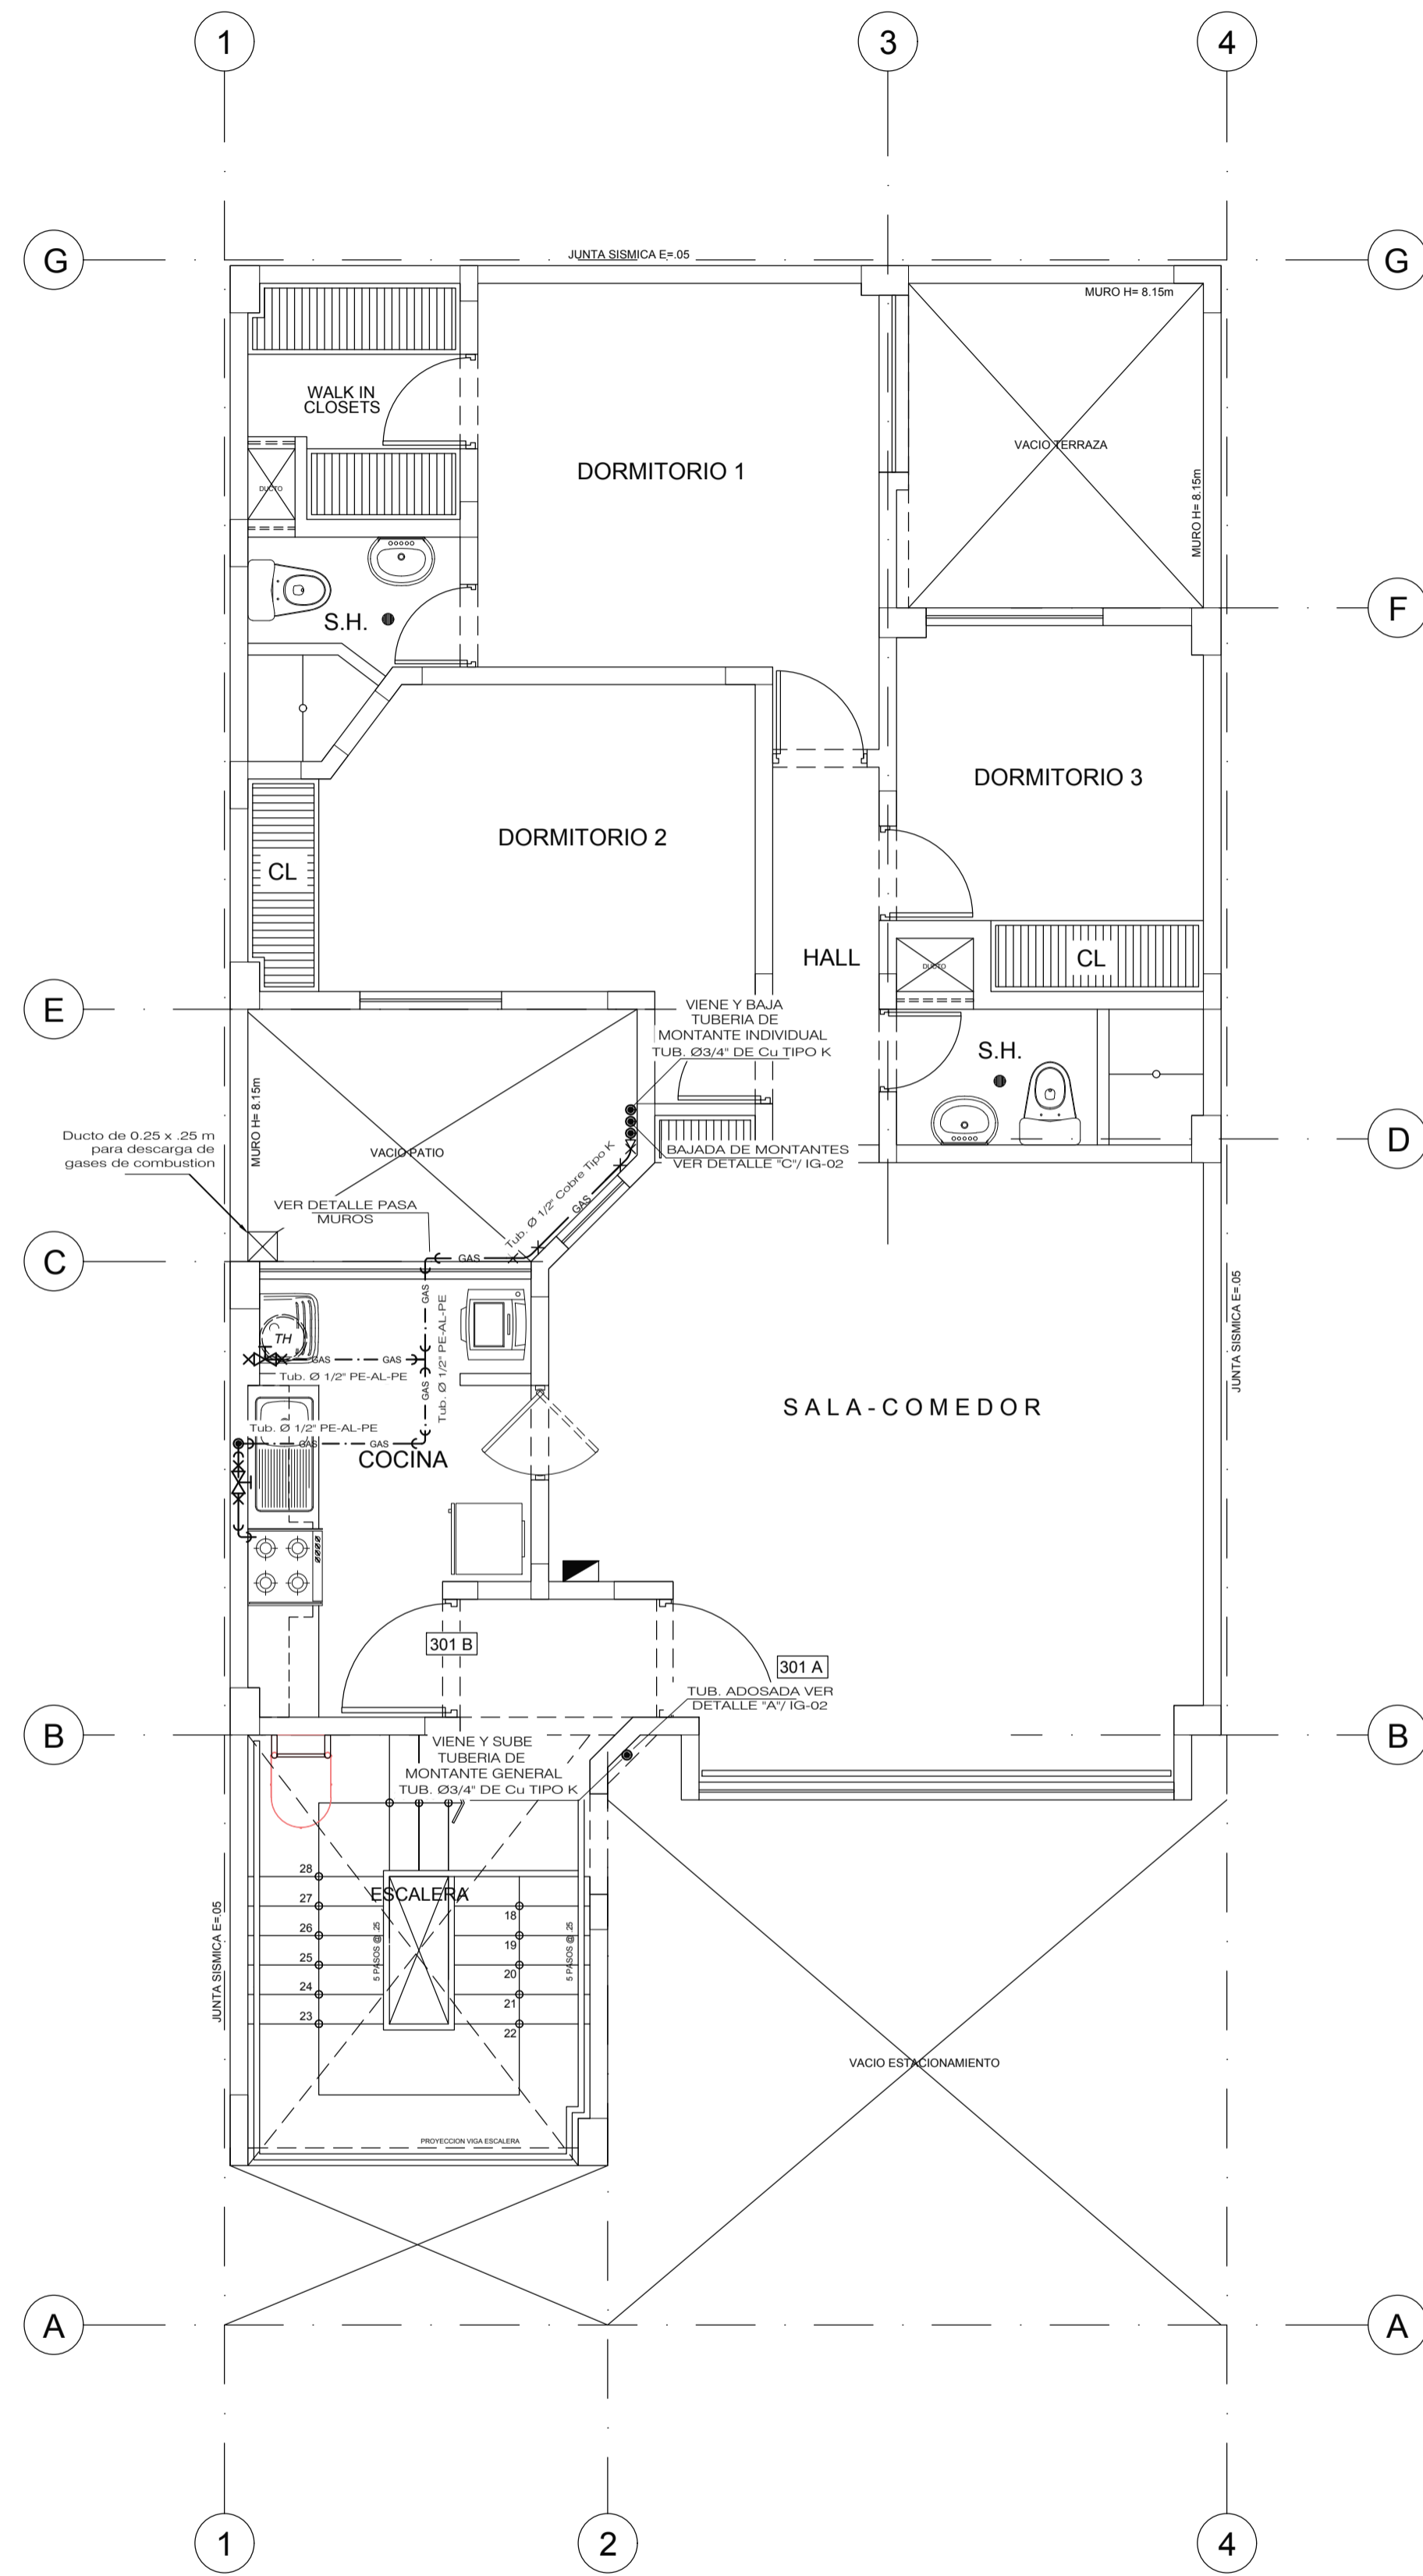 1
3
4
G
JUNTA SISMICA E=.05
G
MURO H= 8.15m
WALK IN
CLOSETS
VACIO TERRAZA
DORMITORIO 1
DUCTO
MURO H= 8.15m
S.H.
F
DORMITORIO 3
DORMITORIO 2
CL
HALL
DUCTO
CL
E
VIENE Y BAJA
TUBERIA DE
MONTANTE INDIVIDUAL
TUB. Ø3/4" DE Cu TIPO K
S.H.
MURO H= 8.15m
Ducto de 0.25 x .25 m
para descarga de
gases de combustion
VACIO PATIO
BAJADA DE MONTANTES
VER DETALLE "C"/ IG-02
D
Tub. Ø 1/2" Cobre Tipo K
GAS
VER DETALLE PASA
MUROS
GAS
C
C
GAS
Tub. Ø 1/2" PE-AL-PE
JUNTA SISMICA E=.05
TH
GAS
GAS
Tub. Ø 1/2" PE-AL-PE
GAS
SALA-COMEDOR
Tub. Ø 1/2" PE-AL-PE
GAS
GAS
COCINA
301 B
301 A
TUB. ADOSADA VER
DETALLE "A"/ IG-02
B
B
VIENE Y SUBE
TUBERIA DE
MONTANTE GENERAL
TUB. Ø3/4" DE Cu TIPO K
28
ESCALERA
27
18
26
19
25
20
24
21
23
22
5 PASOS @ .25
5 PASOS @ .25
JUNTA SISMICA E=.05
VACIO ESTACIONAMIENTO
PROYECCION VIGA ESCALERA
A
A
1
2
4